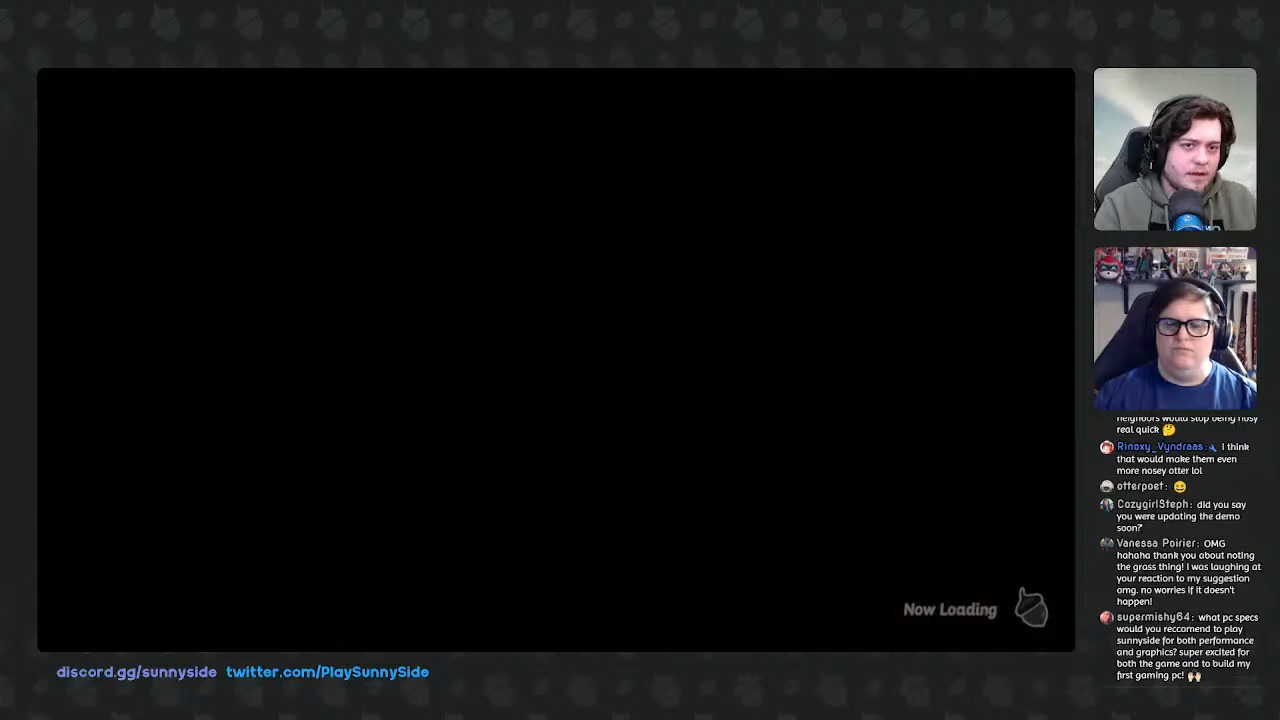 Now Loading
discord.gg/sunnyside twitter.com/PlaySunnySide
neighbors would stop being nosy
real quick 🤔
Rinoxy_Vyndraas: I think
that would make them even
more nosey otter lol
otterpoet: 😄
CozygirlSteph: did you say
you were updating the demo
soon?
Vanessa Poirier: OMG
hahaha thank you about noting
the grass thing! I was laughing at
your reaction to my suggestion
omg. no worries if it doesn't
happen!
supermishy64: what pc specs
would you reccomend to play
sunnyside for both performance
and graphics? super excited for
both the game and to build my
first gaming pc! 🙌🏻